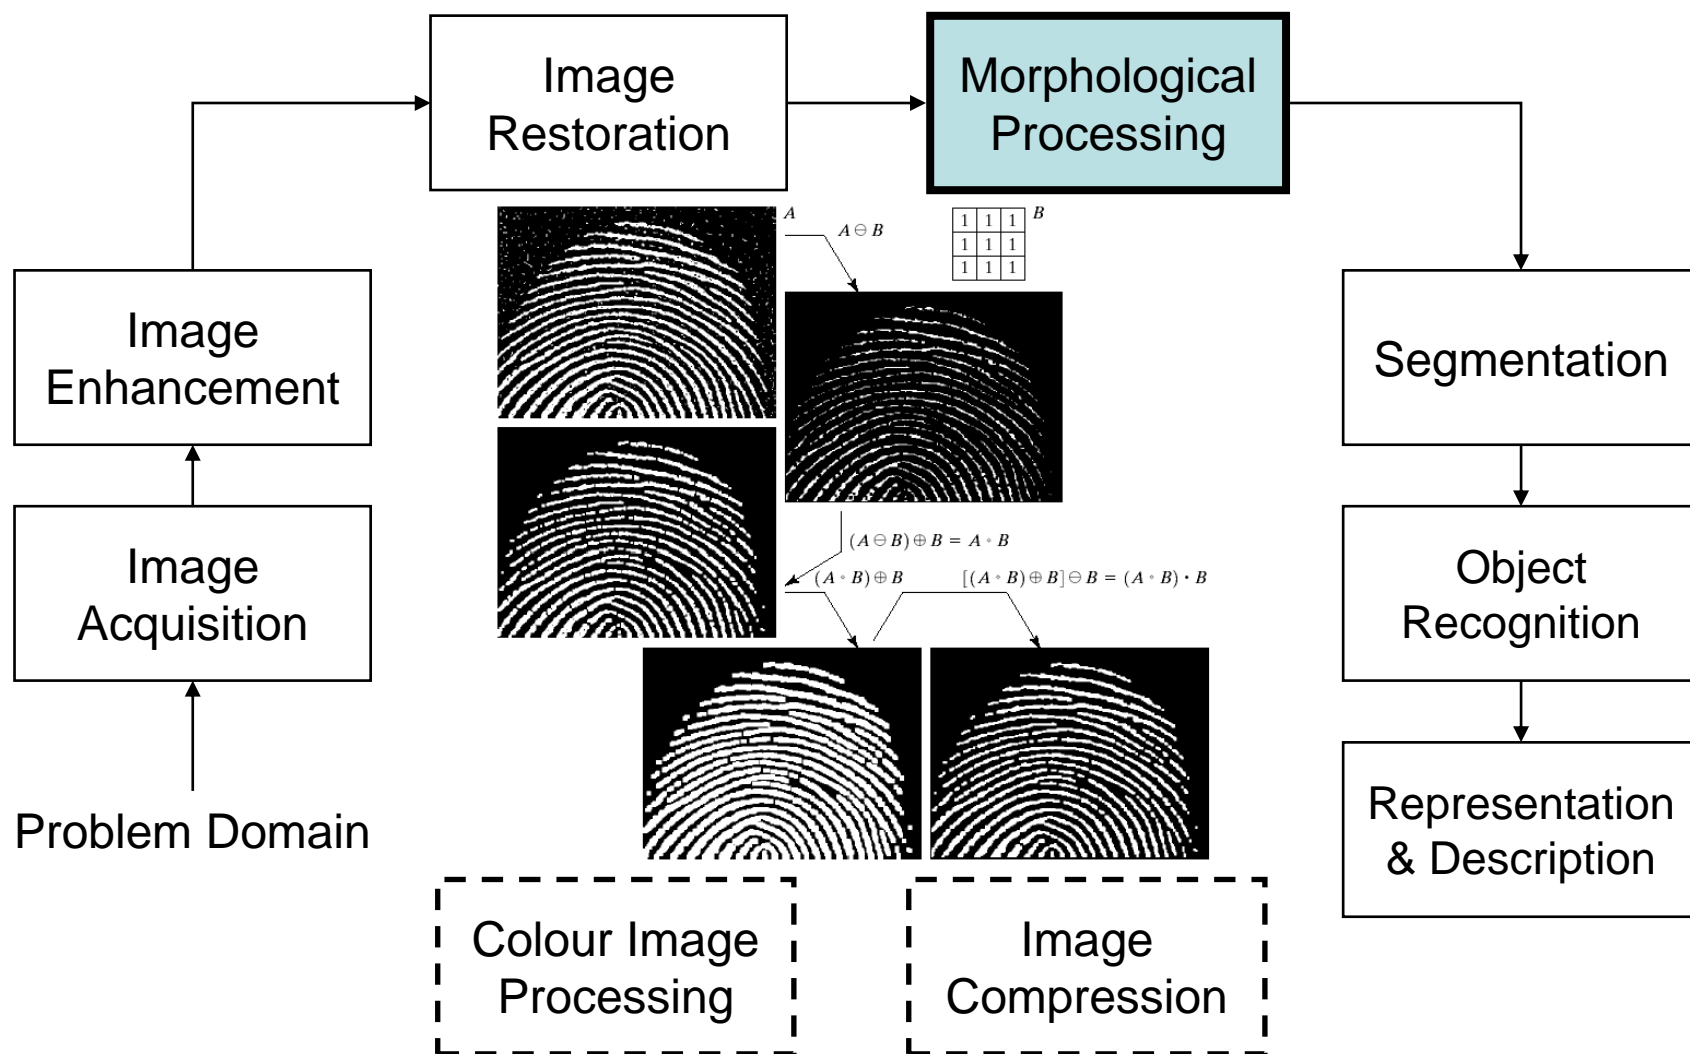 Image
Restoration
Morphological
Processing
A
A ⊖ B
1 1 1
1 1 1
1 1 1
B
Image
Enhancement
Segmentation
Image
Acquisition
(A ⊖ B) ⊕ B = A ∘ B
(A ∘ B) ⊕ B
[(A ∘ B) ⊕ B] ⊖ B = (A ∘ B) • B
Object
Recognition
Problem Domain
Representation
& Description
Colour Image
Processing
Image
Compression